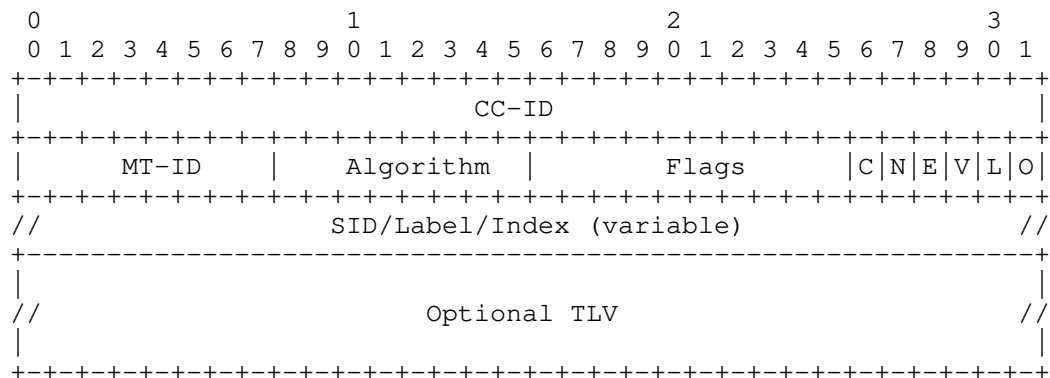 0                   1                   2                   3
0 1 2 3 4 5 6 7 8 9 0 1 2 3 4 5 6 7 8 9 0 1 2 3 4 5 6 7 8 9 0 1
+-+-+-+-+-+-+-+-+-+-+-+-+-+-+-+-+-+-+-+-+-+-+-+-+-+-+-+-+-+-+-+-+
|                            CC-ID                              |
+-+-+-+-+-+-+-+-+-+-+-+-+-+-+-+-+-+-+-+-+-+-+-+-+-+-+-+-+-+-+-+-+
|      MT-ID    |    Algorithm  |        Flags      |C|N|E|V|L|O|
+-+-+-+-+-+-+-+-+-+-+-+-+-+-+-+-+-+-+-+-+-+-+-+-+-+-+-+-+-+-+-+-+
//                  SID/Label/Index (variable)                 //
+---------------------------------------------------------------+
|                                                               |
//                        Optional TLV                         //
|                                                               |
+-+-+-+-+-+-+-+-+-+-+-+-+-+-+-+-+-+-+-+-+-+-+-+-+-+-+-+-+-+-+-+-+